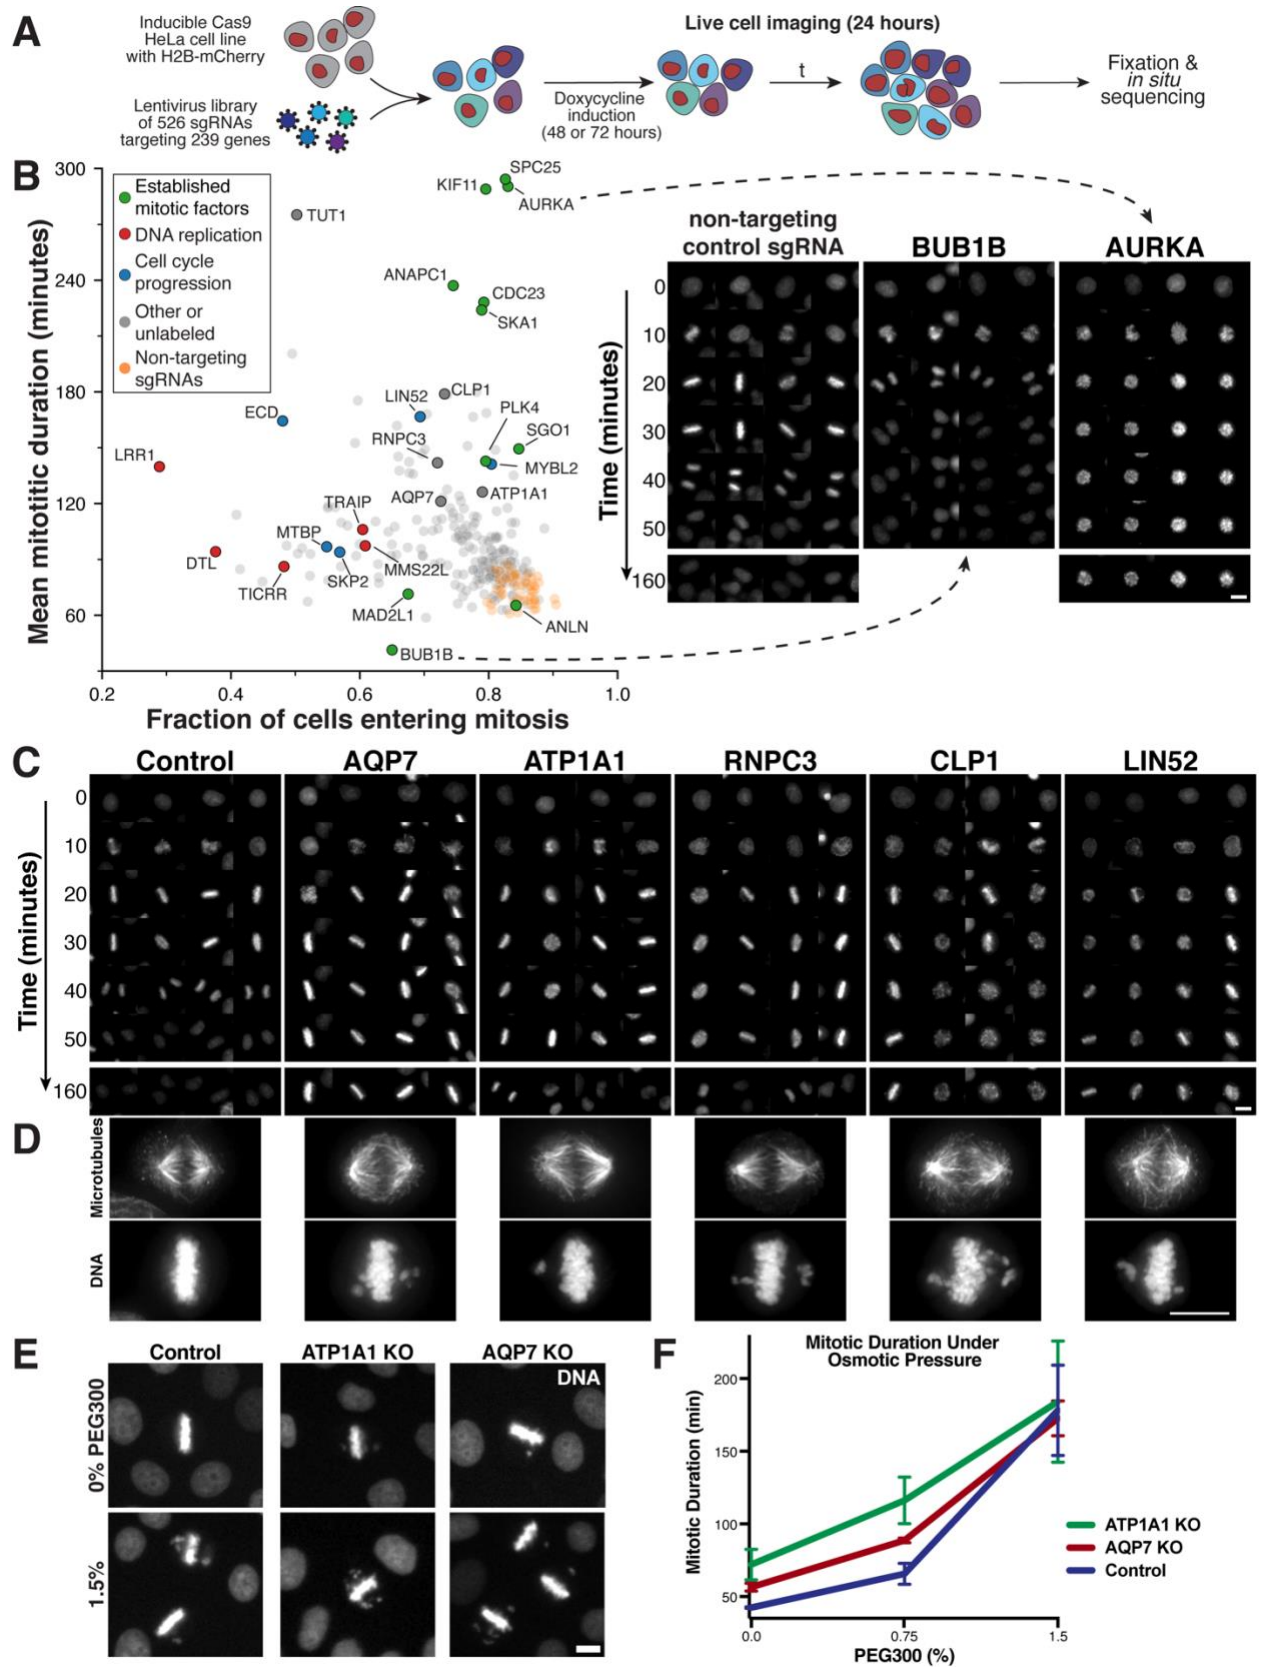 A
Inducible Cas9
HeLa cell line
with H2B-mCherry
Lentivirus library
of 526 sgRNAs
targeting 239 genes
Doxycycline
induction
(48 or 72 hours)
Live cell imaging (24 hours)
t
Fixation &
in situ
sequencing
B
Mean mitotitic duration (minutes)
300
240
180
120
60
0.2
0.4
0.6
0.8
1.0
Fraction of cells entering mitosis
Established
mitotic factors
DNA replication
Cell cycle
progression
Other or
unlabeled
Non-targeting
sgRNAs
SPC25
KIF11
AURKA
TUT1
ANAPC1
CDC23
SKA1
CLP1
LIN52
ECD
PLK4
SGO1
RNPC3
MYBL2
LRR1
AQP7
ATP1A1
TRAIP
MTBP
DTL
MMS22L
SKP2
TICRR
MAD2L1
ANLN
BUB1B
non-targeting
control sgRNA
BUB1B
AURKA
Time (minutes)
0
10
20
30
40
50
160
C
Control
AQP7
ATP1A1
RNPC3
CLP1
LIN52
Time (minutes)
0
10
20
30
40
50
160
D
Microtubules
DNA
E
Control
ATP1A1 KO
AQP7 KO
DNA
0% PEG300
1.5%
F
Mitotic Duration Under
Osmotic Pressure
Mitotic Duration (min)
200
150
100
50
0.0
0.75
1.5
PEG300 (%)
ATP1A1 KO
AQP7 KO
Control